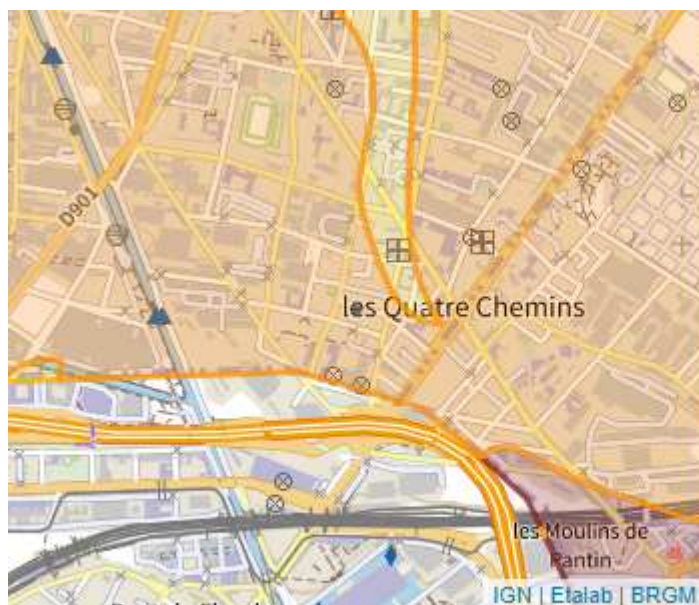 D901
les Quatre Chemins
les Moulins de
Pantin
IGN | Etalab | BRGM